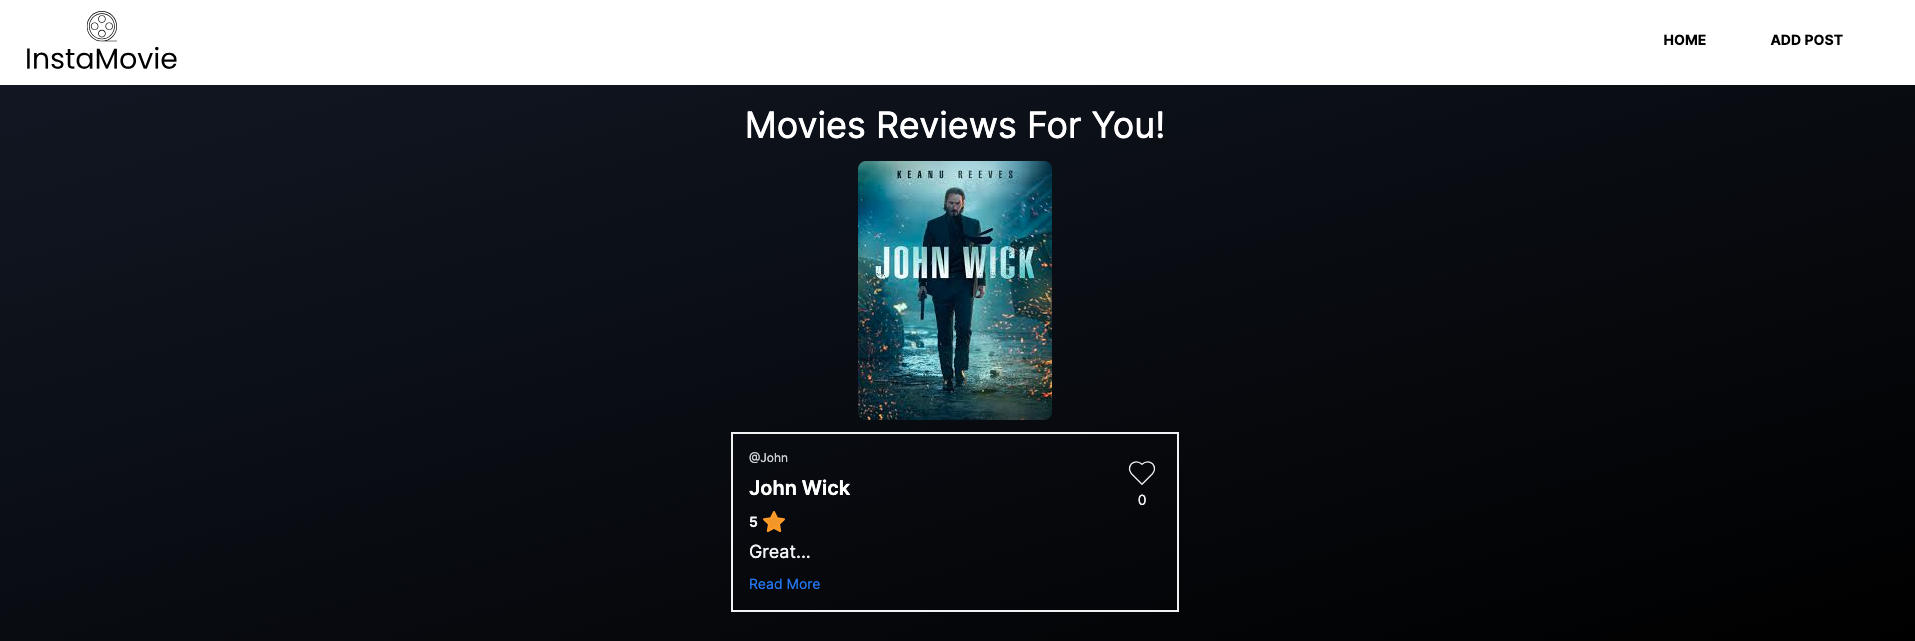 InstaMovie
HOME
ADD POST
Movies Reviews For You!
KEANU REEVES
JOHN WICK
@John
John Wick
0
5
Great...
Read More